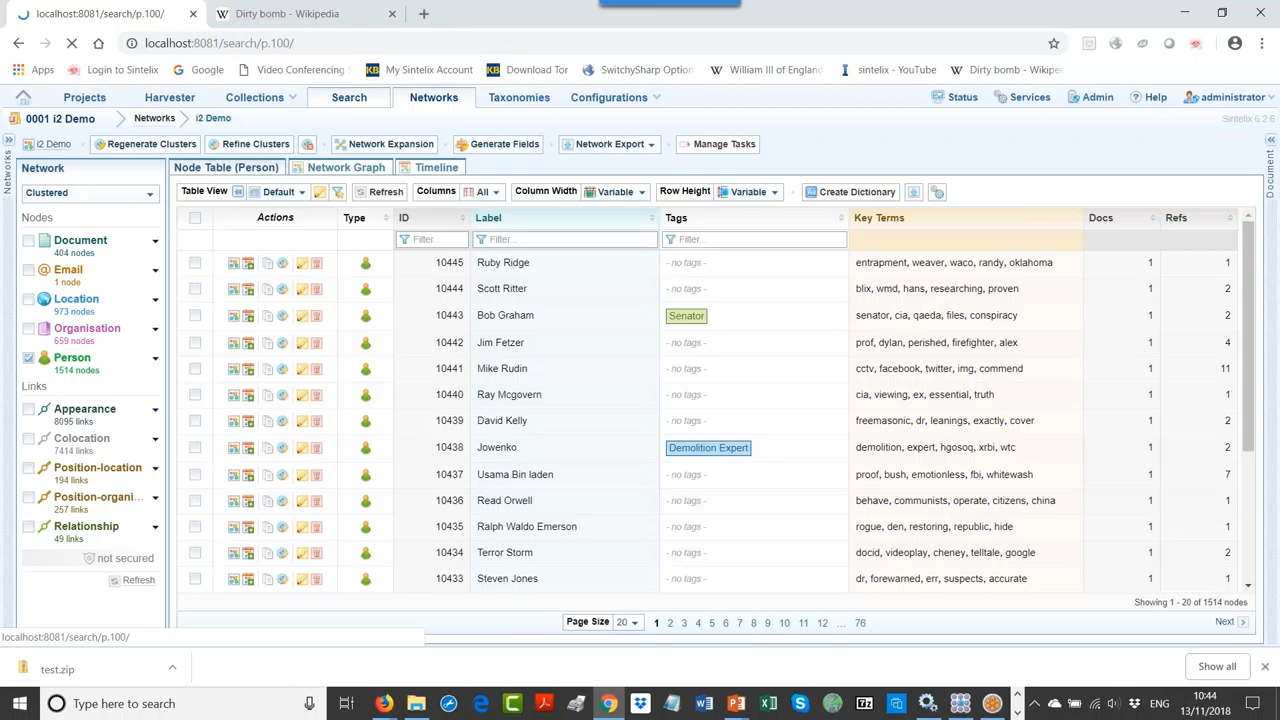 localhost:8081/search/p.100/
Dirty bomb - Wikipedia
localhost:8081/search/p.100/
Apps
Login to Sintelix
Google
Video Conferencing
My Sintelix Account
Download Tor
SwitchySharp Option
William III of England
sintelix - YouTube
Dirty bomb - Wikipe
Projects
Harvester
Collections
Search
Networks
Taxonomies
Configurations
Status
Services
Admin
Help
administrator
0001 i2 Demo
Networks
i2 Demo
Sintelix 6.2.6
i2 Demo
Regenerate Clusters
Refine Clusters
Network Expansion
Generate Fields
Network Export
Manage Tasks
Networks
Document
Network
Clustered
Nodes
Document
404 nodes
Email
1 node
Location
973 nodes
Organisation
659 nodes
Person
1514 nodes
Links
Appearance
8095 links
Colocation
7414 links
Position-location
194 links
Position-organi...
257 links
Relationship
49 links
not secured
Refresh
Node Table (Person)
Network Graph
Timeline
Table View
Default
Refresh
Columns
All
Column Width
Variable
Row Height
Variable
Create Dictionary
Actions Type ID Label Tags Key Terms Docs Refs
Filter... Filter... Filter...
10445 Ruby Ridge - no tags - entrapment, weaver, waco, randy, oklahoma 1 1
10444 Scott Ritter - no tags - blix, wmd, hans, researching, proven 1 2
10443 Bob Graham Senator senator, cia, qaeda, files, conspiracy 1 2
10442 Jim Fetzer - no tags - prof, dylan, perished, firefighter, alex 1 4
10441 Mike Rudin - no tags - cctv, facebook, twitter, img, commend 1 11
10440 Ray Mcgovern - no tags - cia, viewing, ex, essential, truth 1 1
10439 David Kelly - no tags - freemasonic, dr, leanings, exactly, cover 1 2
10438 Jowenko Demolition Expert demolition, expert, hgosoq, xrbi, wtc 1 2
10437 Usama Bin laden - no tags - proof, bush, emotionless, fbi, whitewash 1 7
10436 Read Orwell - no tags - behave, communists, operate, citizens, china 1 1
10435 Ralph Waldo Emerson - no tags - rogue, den, restoring, republic, hide 1 1
10434 Terror Storm - no tags - docid, videoplay, cheney, telltale, google 1 2
10433 Steven Jones - no tags - dr, forewarned, err, suspects, accurate 1 1
Showing 1 - 20 of 1514 nodes
Page Size 20 1 2 3 4 5 6 7 8 9 10 11 12 ... 76
Next
localhost:8081/search/p.100/
test.zip
Show all
Type here to search
ENG
10:44
13/11/2018